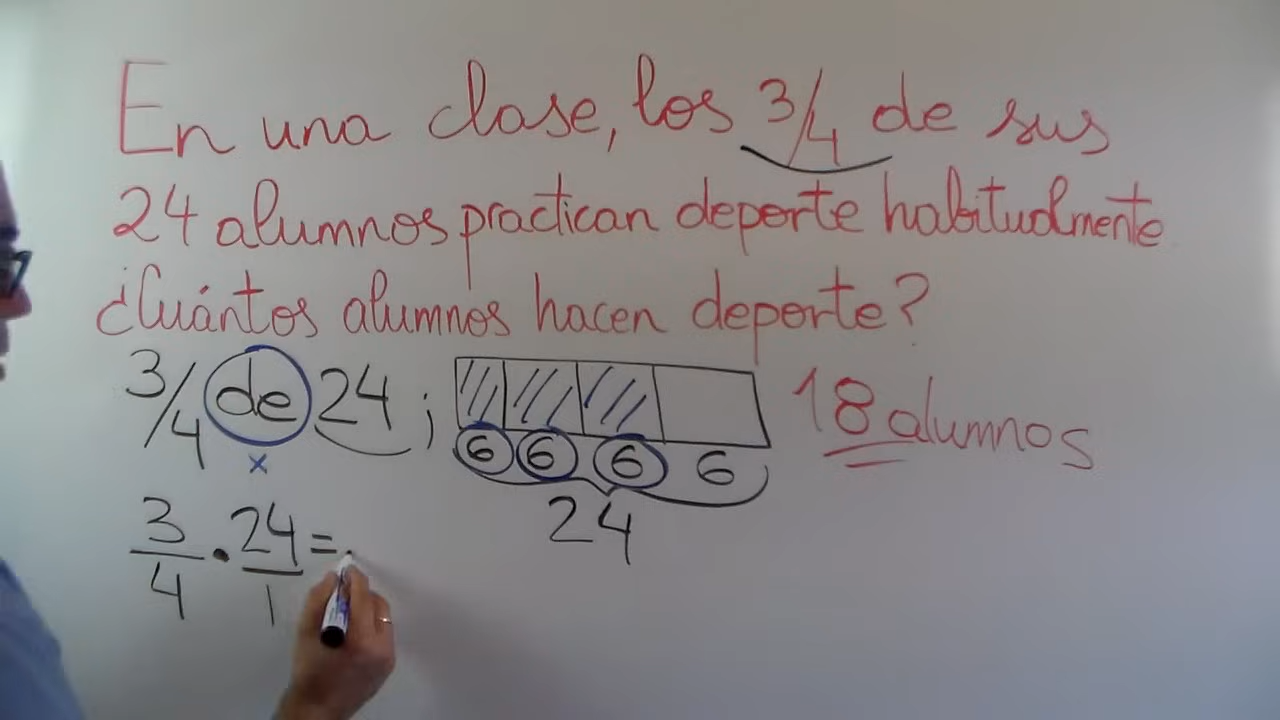 En una clase, los 3/4 de sus
24 alumnos practican deporte habitualmente
¿Cuántos alumnos hacen deporte?
3/4 de 24 ;
x
6 6 6 6
24
18 alumnos
3/4 · 24/1 =